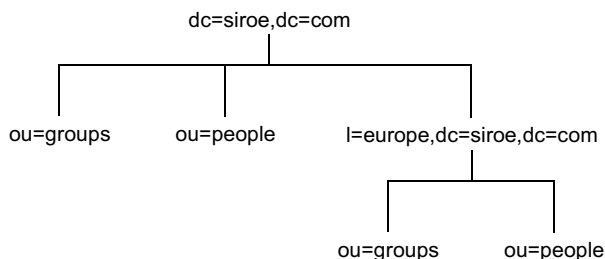 dc=siroe,dc=com
ou=groups
ou=people
l=europe,dc=siroe,dc=com
ou=groups
ou=people